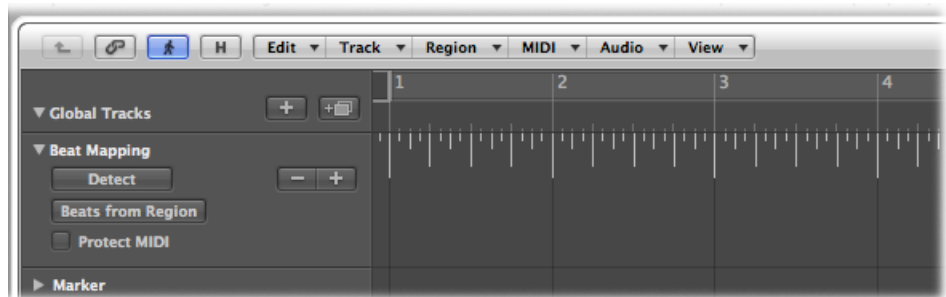 H Edit Track Region MIDI Audio View
1 2 3 4
Global Tracks
Beat Mapping
Detect
Beats from Region
Protect MIDI
Marker